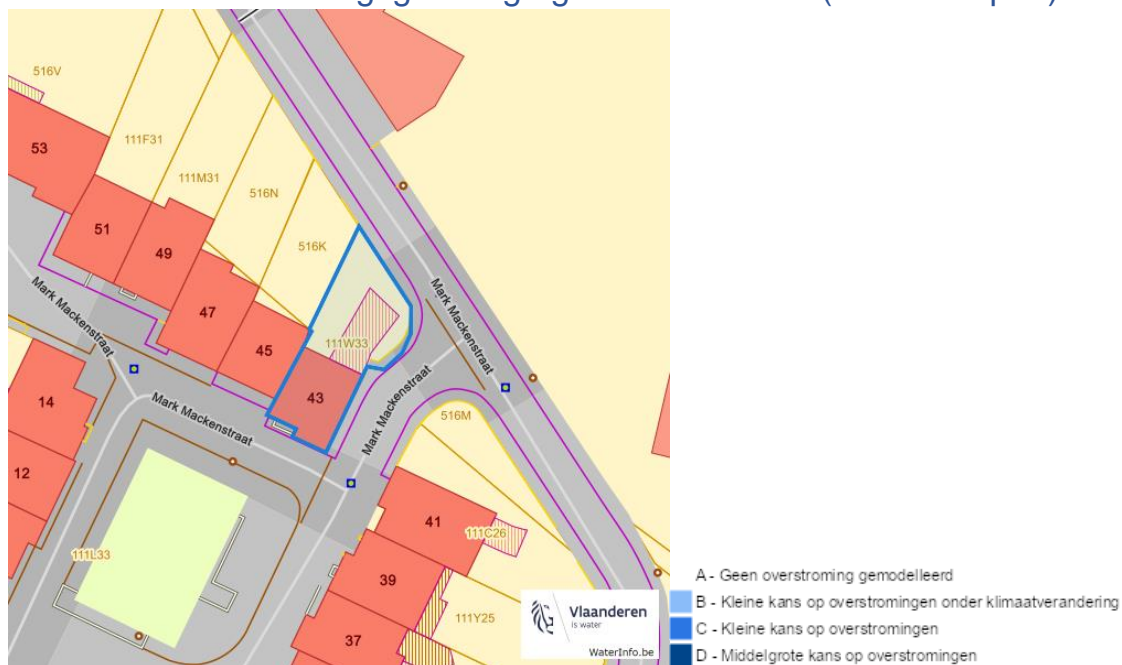 516V
53
111F31
111M31
516N
516K
51
49
47
45
111W33
43
Mark Mackenstraat
Mark Mackenstraat
Mark Mackenstraat
Mark Mackenstraat
14
12
516M
41
111C26
111L33
39
37
111Y25
Vlaanderen
is water
WaterInfo.be
A - Geen overstroming gemodelleerd
B - Kleine kans op overstromingen onder klimaatverandering
C - Kleine kans op overstromingen
D - Middelgrote kans op overstromingen